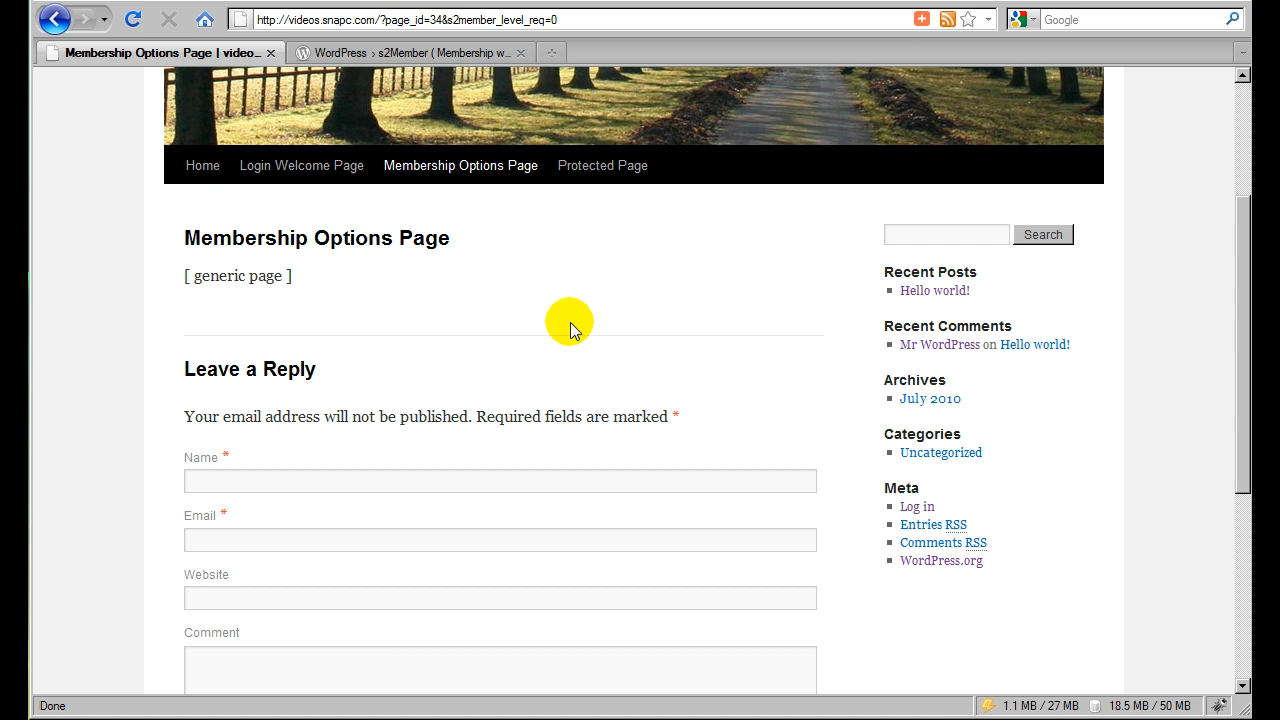 http://videos.snapc.com/?page_id=34&s2member_level_req=0
Google
Membership Options Page | video...
WordPress › s2Member ( Membership w...
Home
Login Welcome Page
Membership Options Page
Protected Page
Membership Options Page
[ generic page ]
Leave a Reply
Your email address will not be published. Required fields are marked *
Name *
Email *
Website
Comment
Search
Recent Posts
Hello world!
Recent Comments
Mr WordPress on Hello world!
Archives
July 2010
Categories
Uncategorized
Meta
Log in
Entries RSS
Comments RSS
WordPress.org
Done
1.1 MB / 27 MB
18.5 MB / 50 MB